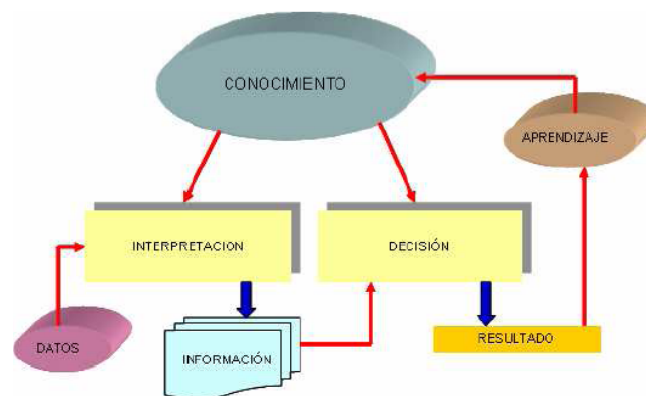 CONOCIMIENTO
APRENDIZAJE
INTERPRETACION
DECISIÓN
DATOS
INFORMACIÓN
RESULTADO